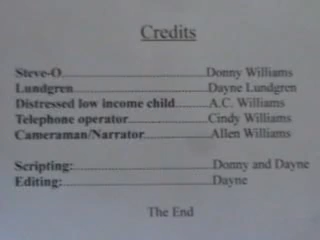 Credits
Steve-O..............................Donny Williams
Lundgren..............................Dayne Lundgren
Distressed low income child........A.C. Williams
Telephone operator....................Cindy Williams
Cameraman/Narrator................Allen Williams
Scripting:..............................Donny and Dayne
Editing:..............................Dayne
The End